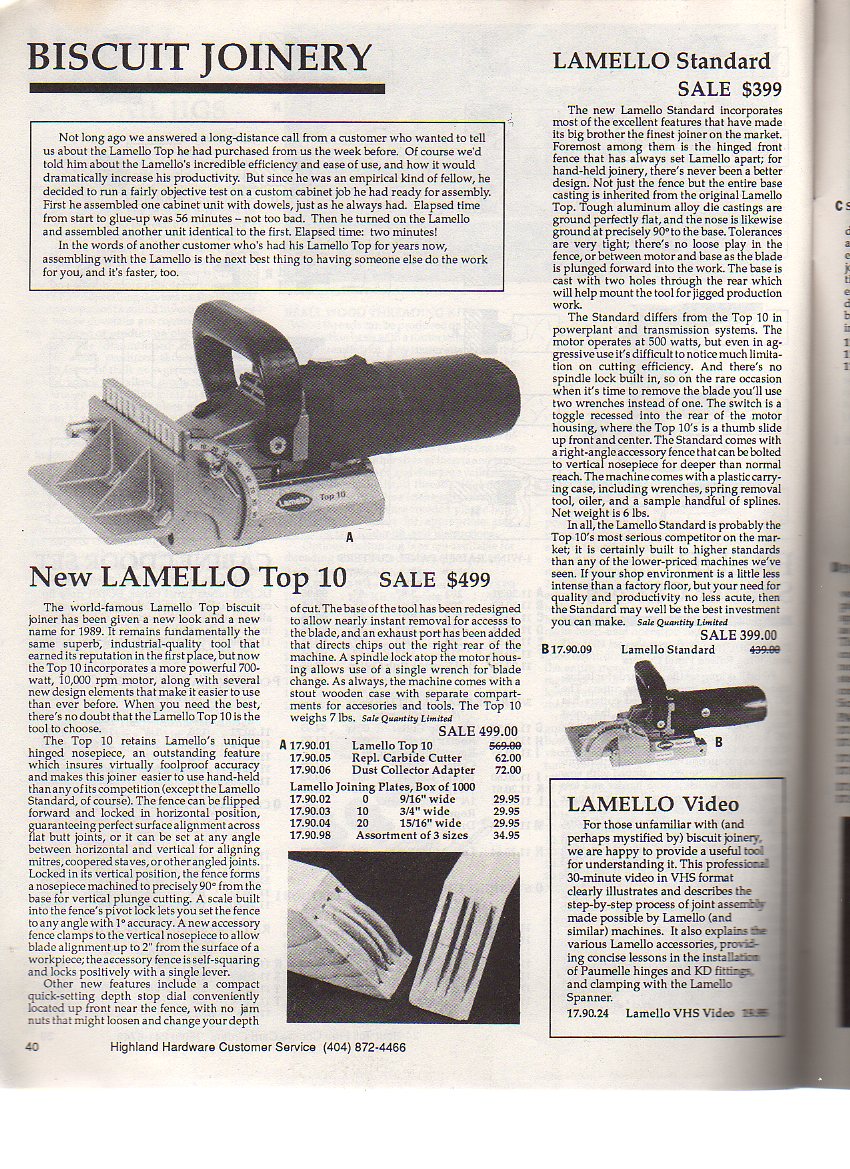 BISCUIT JOINERY
Not long ago we answered a long-distance call from a customer who wanted to tell
us about the Lamello Top he had purchased from us the week before. Of course we'd
told him about the Lamello's incredible efficiency and ease of use, and how it would
dramatically increase his productivity. But since he was an empirical kind of fellow, he
decided to run a fairly objective test on a custom cabinet job he had ready for assembly.
First he assembled one cabinet unit with dowels, just as he always had. Elapsed time
from start to glue-up was 56 minutes – not too bad. Then he turned on the Lamello
and assembled another unit identical to the first. Elapsed time: two minutes!
In the words of another customer who's had his Lamello Top for years now,
assembling with the Lamello is the next best thing to having someone else do the work
for you, and it's faster, too.
Lamello Top 10
A
New LAMELLO Top 10 SALE $499
The world-famous Lamello Top biscuit
joiner has been given a new look and a new
name for 1989. It remains fundamentally the
same superb, industrial-quality tool that
earned its reputation in the first place, but now
the Top 10 incorporates a more powerful 700-
watt, 10,000 rpm motor, along with several
new design elements that make it easier to use
than ever before. When you need the best,
there's no doubt that the Lamello Top 10 is the
tool to choose.
The Top 10 retains Lamello's unique
hinged nosepiece, an outstanding feature
which insures virtually foolproof accuracy
and makes this joiner easier to use hand-held
than any of its competition (except the Lamello
Standard, of course). The fence can be flipped
forward and locked in horizontal position,
guaranteeing perfect surface alignment across
flat butt joints, or it can be set at any angle
between horizontal and vertical for aligning
mitres, coopered staves, or other angled joints.
Locked in its vertical position, the fence forms
a nosepiece machined to precisely 90° from the
base for vertical plunge cutting. A scale built
into the fence's pivot lock lets you set the fence
to any angle with 1° accuracy. A new accessory
fence clamps to the vertical nosepiece to allow
blade alignment up to 2" from the surface of a
workpiece; the accessory fence is self-squaring
and locks positively with a single lever.
Other new features include a compact
quick-setting depth stop dial conveniently
located up front near the fence, with no jam
nuts that might loosen and change your depth
of cut. The base of the tool has been redesigned
to allow nearly instant removal for accesss to
the blade, and an exhaust port has been added
that directs chips out the right rear of the
machine. A spindle lock atop the motor hous-
ing allows use of a single wrench for blade
change. As always, the machine comes with a
stout wooden case with separate compart-
ments for accesories and tools. The Top 10
weighs 7 lbs. Sale Quantity Limited
SALE 499.00
A 17.90.01 Lamello Top 10 569.00
17.90.05 Repl. Carbide Cutter 62.00
17.90.06 Dust Collector Adapter 72.00
Lamello Joining Plates, Box of 1000
17.90.02 0 9/16" wide 29.95
17.90.03 10 3/4" wide 29.95
17.90.04 20 15/16" wide 29.95
17.90.98 Assortment of 3 sizes 34.95
LAMELLO Standard
SALE $399
The new Lamello Standard incorporates
most of the excellent features that have made
its big brother the finest joiner on the market.
Foremost among them is the hinged front
fence that has always set Lamello apart; for
hand-held joinery, there's never been a better
design. Not just the fence but the entire base
casting is inherited from the original Lamello
Top. Tough aluminum alloy die castings are
ground perfectly flat, and the nose is likewise
ground at precisely 90° to the base. Tolerances
are very tight; there's no loose play in the
fence, or between motor and base as the blade
is plunged forward into the work. The base is
cast with two holes through the rear which
will help mount the tool for jigged production
work.
The Standard differs from the Top 10 in
powerplant and transmission systems. The
motor operates at 500 watts, but even in ag-
gressive use it's difficult to notice much limita-
tion on cutting efficiency. And there's no
spindle lock built in, so on the rare occasion
when it's time to remove the blade you'll use
two wrenches instead of one. The switch is a
toggle recessed into the rear of the motor
housing, where the Top 10's is a thumb slide
up front and center. The Standard comes with
a right-angle accessory fence that can be bolted
to vertical nosepiece for deeper than normal
reach. The machine comes with a plastic carry-
ing case, including wrenches, spring removal
tool, oiler, and a sample handful of splines.
Net weight is 6 lbs.
In all, the Lamello Standard is probably the
Top 10's most serious competitor on the mar-
ket; it is certainly built to higher standards
than any of the lower-priced machines we've
seen. If your shop environment is a little less
intense than a factory floor, but your need for
quality and productivity no less acute, then
the Standard may well be the best investment
you can make. Sale Quantity Limited
SALE 399.00
B 17.90.09 Lamello Standard 439.00
B
LAMELLO Video
For those unfamiliar with (and
perhaps mystified by) biscuit joinery,
we are happy to provide a useful tool
for understanding it. This professional
30-minute video in VHS format
clearly illustrates and describes the
step-by-step process of joint assembly
made possible by Lamello (and
similar) machines. It also explains the
various Lamello accessories, provid-
ing concise lessons in the installation
of Paumelle hinges and KD fittings,
and clamping with the Lamello
Spanner.
17.90.24 Lamello VHS Video
40 Highland Hardware Customer Service (404) 872-4466